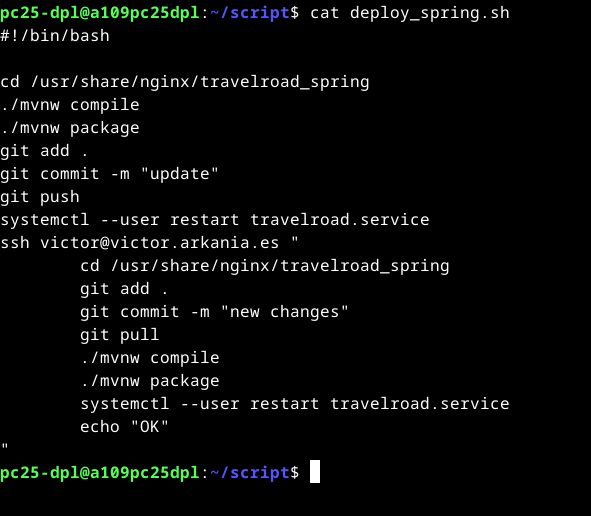 pc25-dpl@a109pc25dpl:~/script$ cat deploy_spring.sh
#!/bin/bash
cd /usr/share/nginx/travelroad_spring
./mvnw compile
./mvnw package
git add .
git commit -m "update"
git push
systemctl --user restart travelroad.service
ssh victor@victor.arkania.es "
        cd /usr/share/nginx/travelroad_spring
        git add .
        git commit -m "new changes"
        git pull
        ./mvnw compile
        ./mvnw package
        systemctl --user restart travelroad.service
        echo "OK"
"
pc25-dpl@a109pc25dpl:~/script$